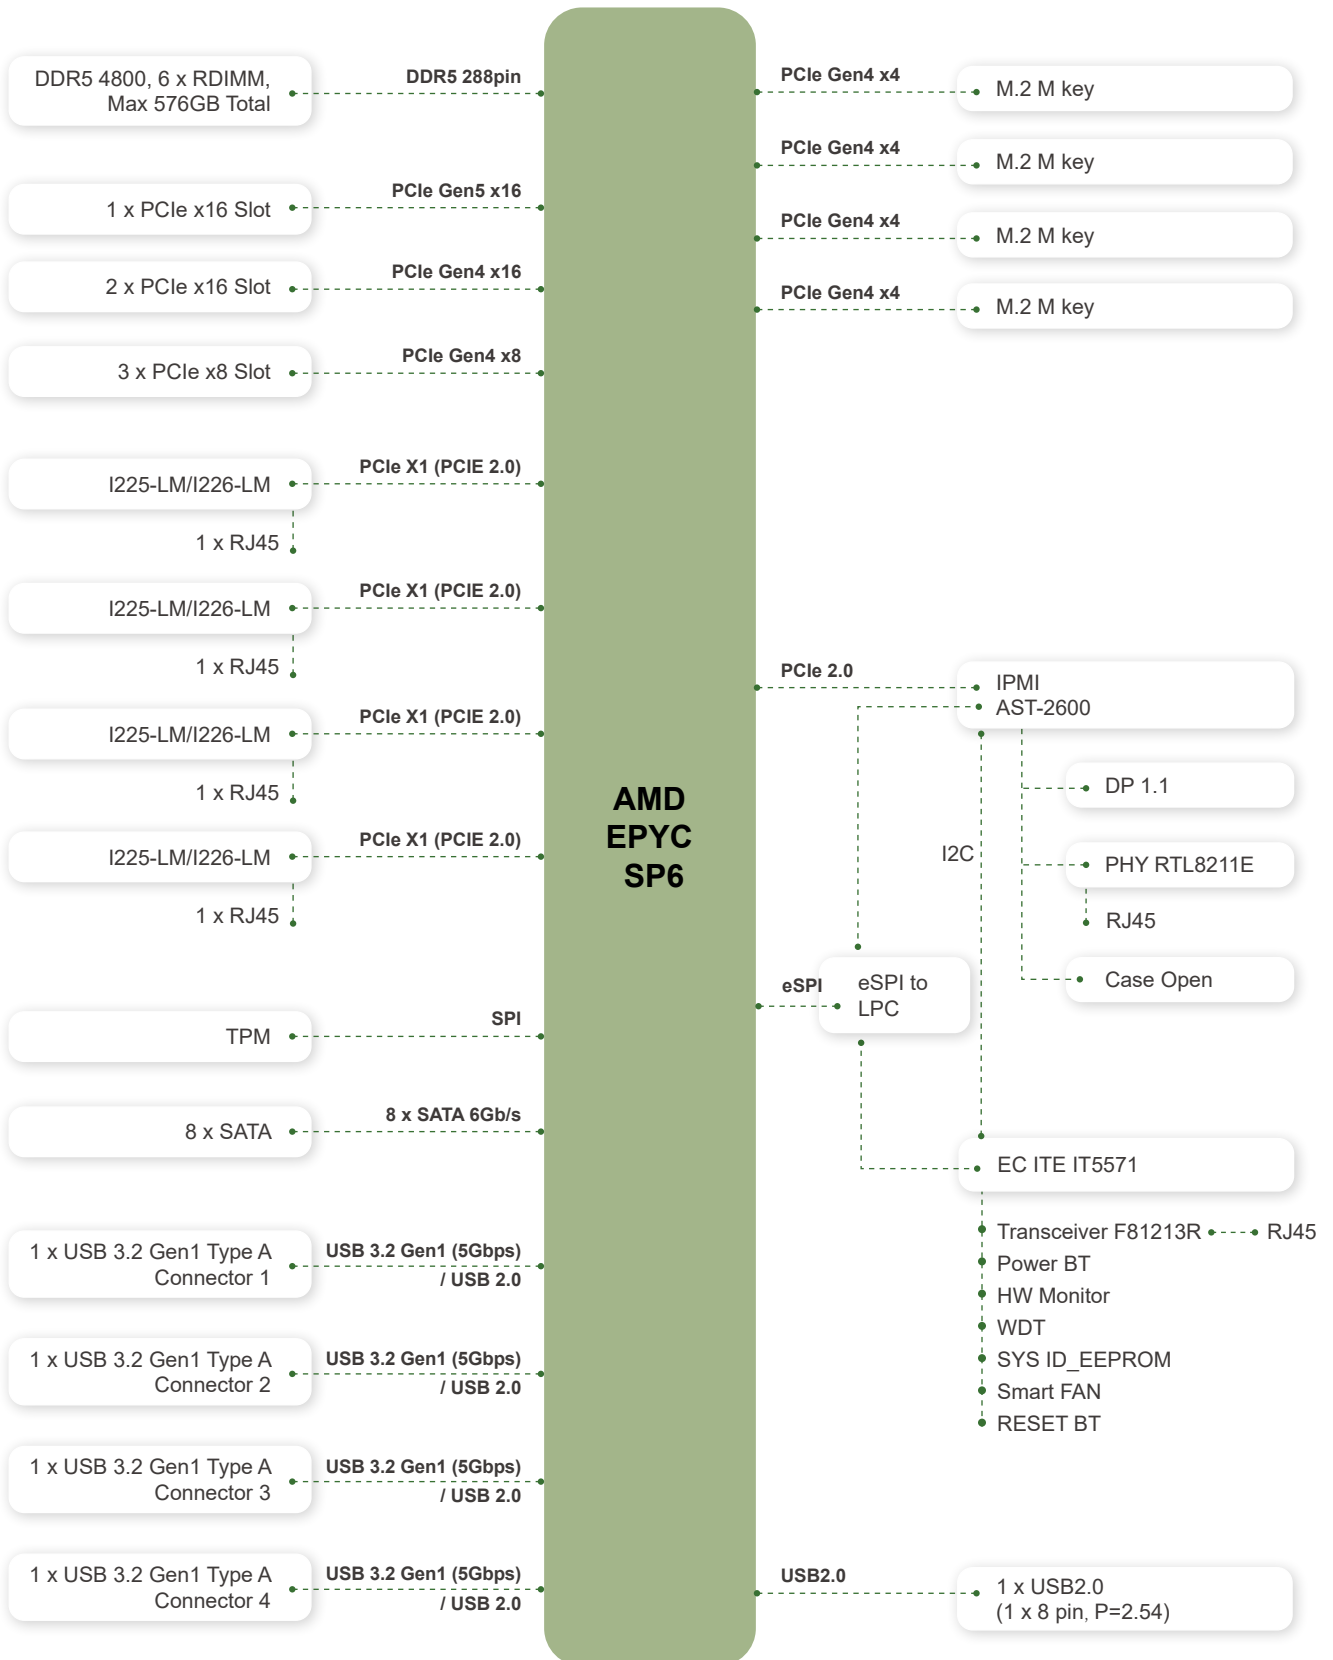 DDR5 288pin
DDR5 4800, 6 x RDIMM,
Max 576GB Total
PCIe Gen5 x16
1 x PCIe x16 Slot
PCIe Gen4 x16
2 x PCIe x16 Slot
PCIe Gen4 x8
3 x PCIe x8 Slot
PCIe X1 (PCIE 2.0)
I225-LM/I226-LM
1 x RJ45
PCIe X1 (PCIE 2.0)
I225-LM/I226-LM
1 x RJ45
PCIe X1 (PCIE 2.0)
I225-LM/I226-LM
1 x RJ45
PCIe X1 (PCIE 2.0)
I225-LM/I226-LM
1 x RJ45
SPI
TPM
8 x SATA 6Gb/s
8 x SATA
1 x USB 3.2 Gen1 Type A
Connector 1
USB 3.2 Gen1 (5Gbps)
/ USB 2.0
1 x USB 3.2 Gen1 Type A
Connector 2
USB 3.2 Gen1 (5Gbps)
/ USB 2.0
1 x USB 3.2 Gen1 Type A
Connector 3
USB 3.2 Gen1 (5Gbps)
/ USB 2.0
1 x USB 3.2 Gen1 Type A
Connector 4
USB 3.2 Gen1 (5Gbps)
/ USB 2.0
AMD
EPYC
SP6
PCIe Gen4 x4
M.2 M key
PCIe Gen4 x4
M.2 M key
PCIe Gen4 x4
M.2 M key
PCIe Gen4 x4
M.2 M key
PCIe 2.0
IPMI
AST-2600
DP 1.1
I2C
PHY RTL8211E
RJ45
Case Open
eSPI
eSPI to
LPC
EC ITE IT5571
Transceiver F81213R
RJ45
Power BT
HW Monitor
WDT
SYS ID_EEPROM
Smart FAN
RESET BT
USB2.0
1 x USB2.0
(1 x 8 pin, P=2.54)